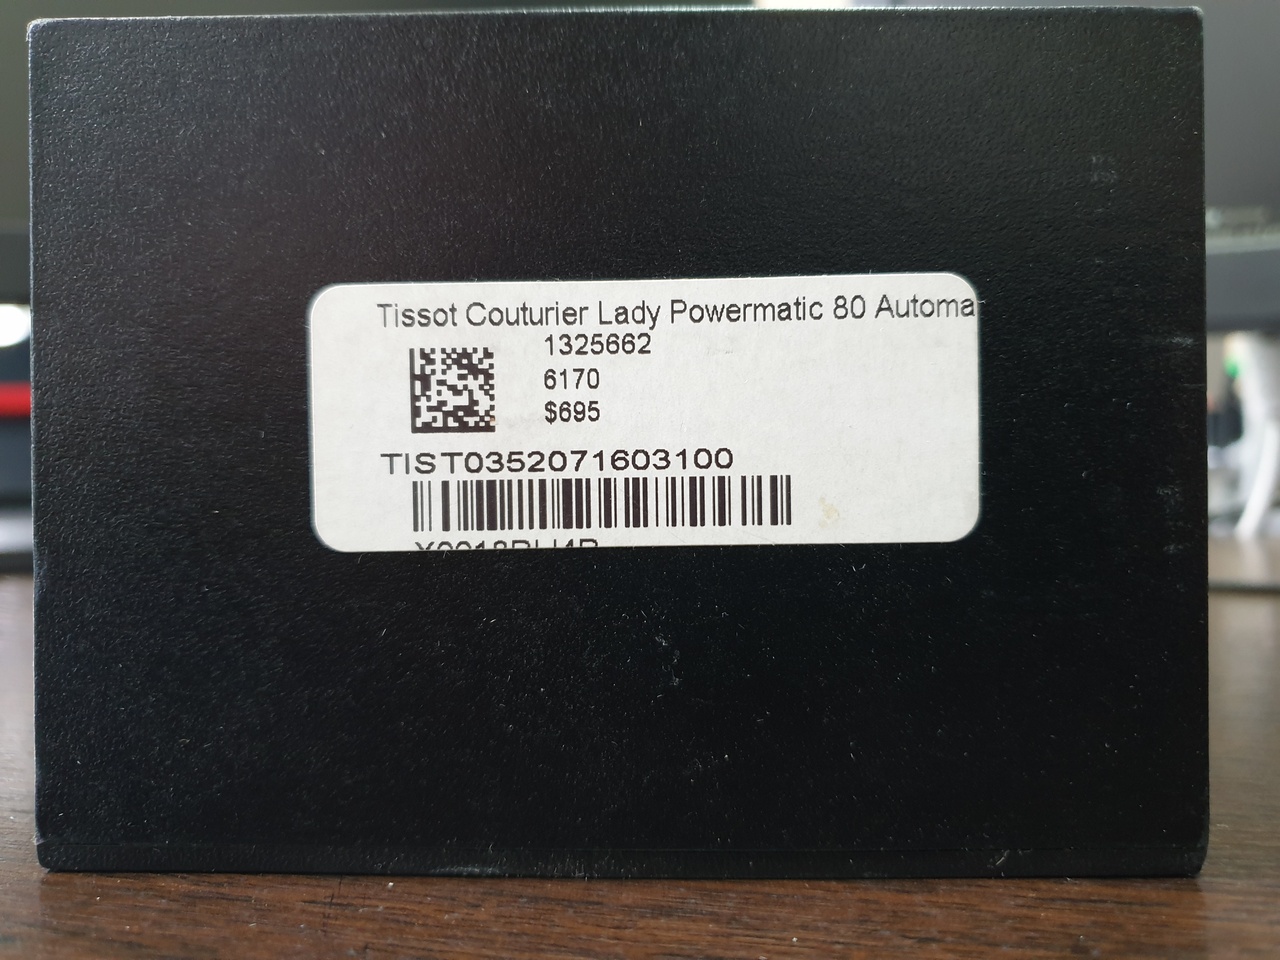 Tissot Couturier Lady Powermatic 80 Automa
1325662
6170
$695
TIST0352071603100